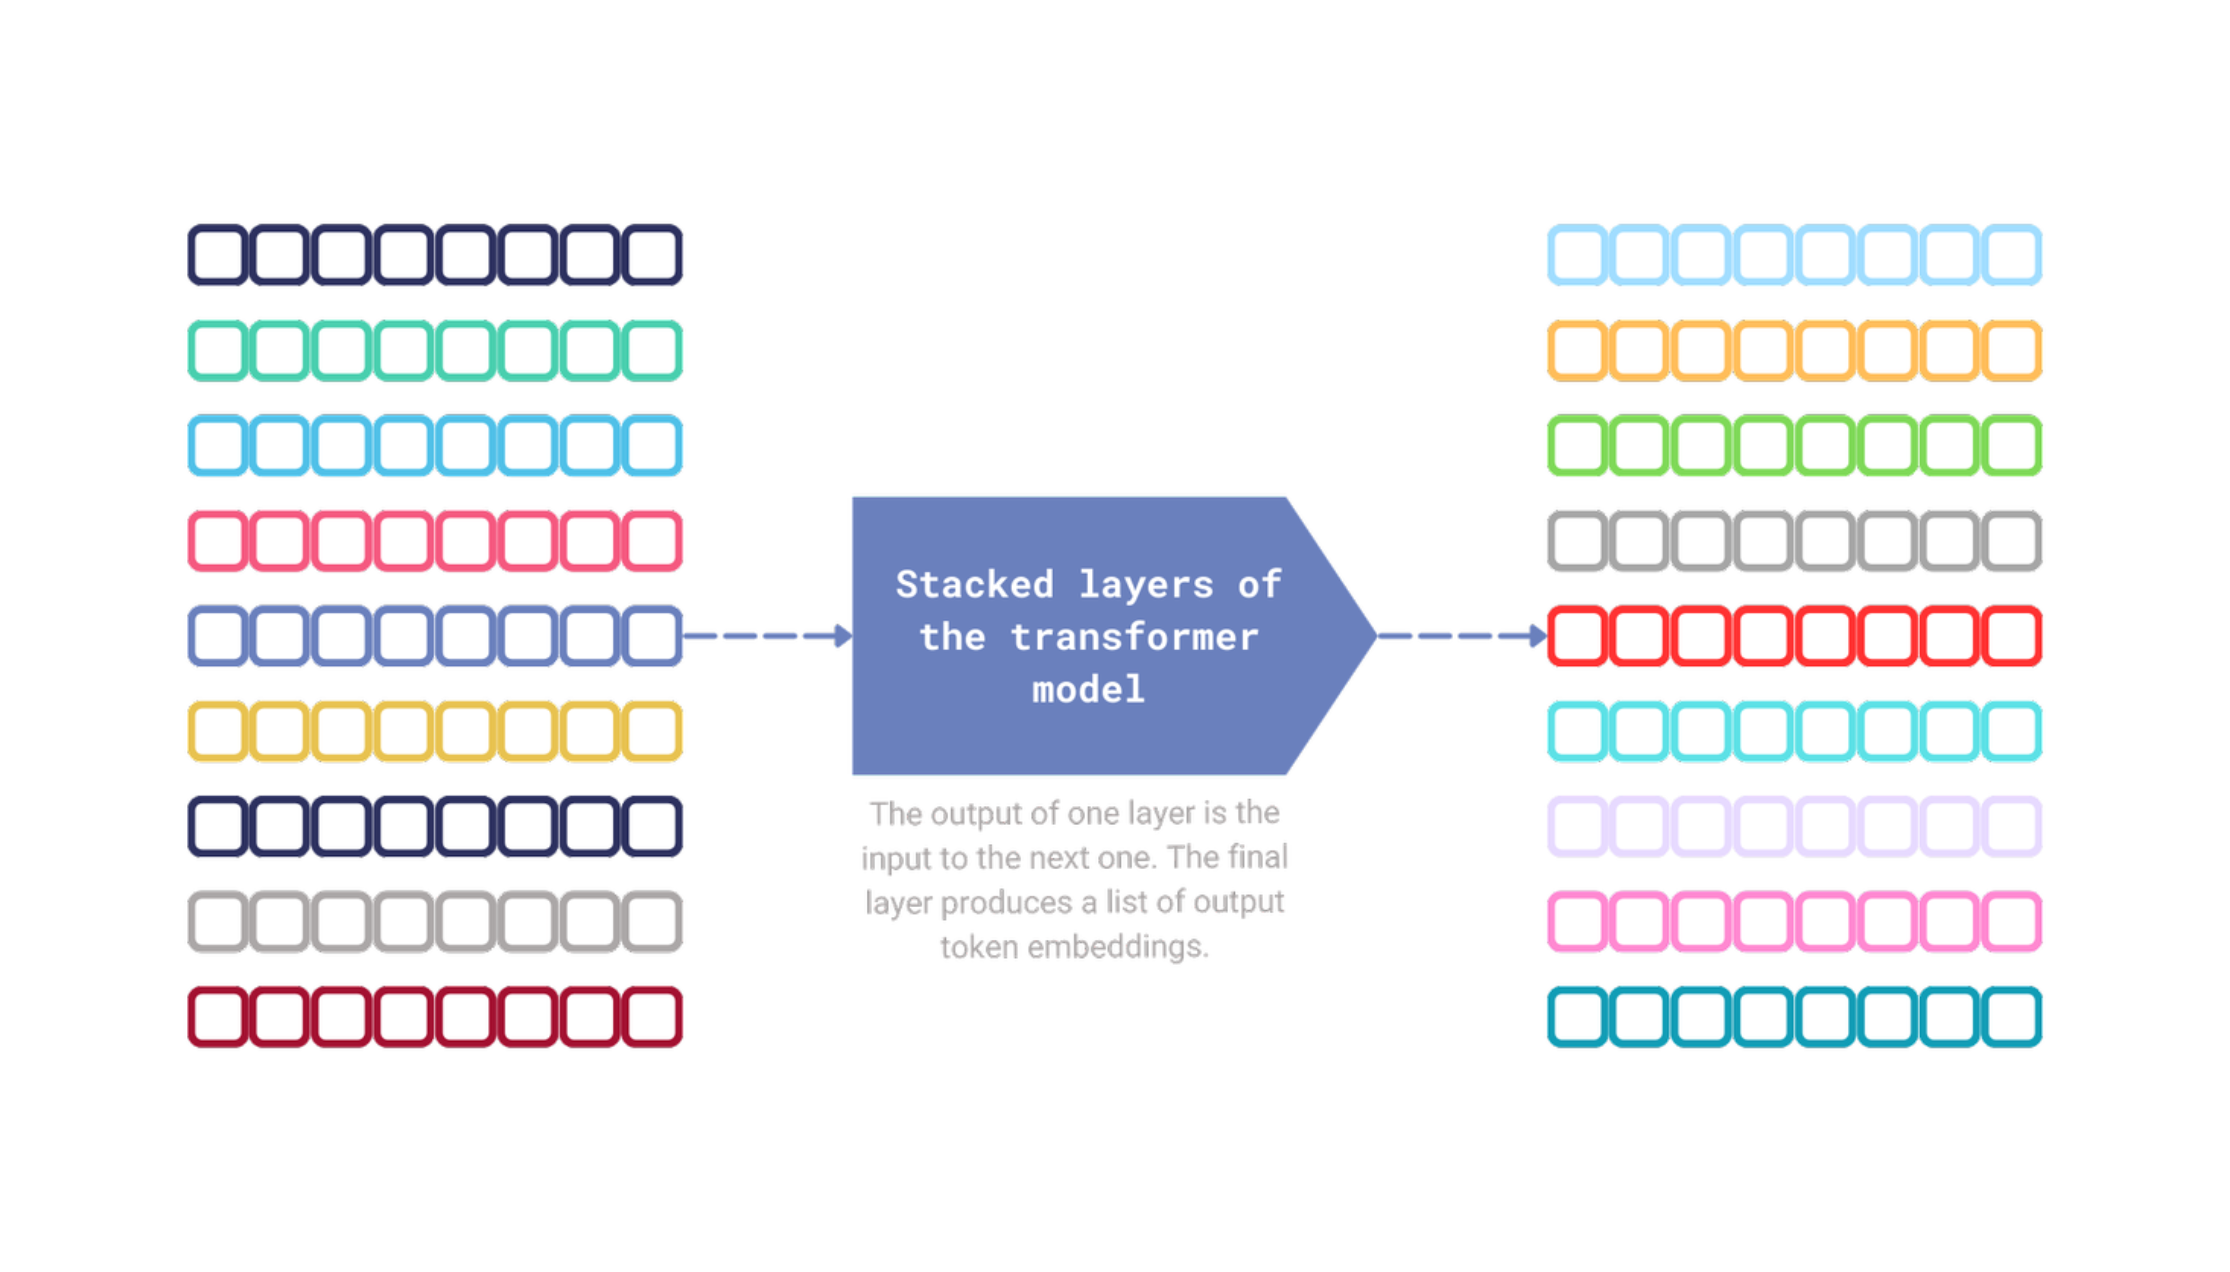 Stacked layers of
the transformer
model
The output of one layer is the
input to the next one. The final
layer produces a list of output
token embeddings.